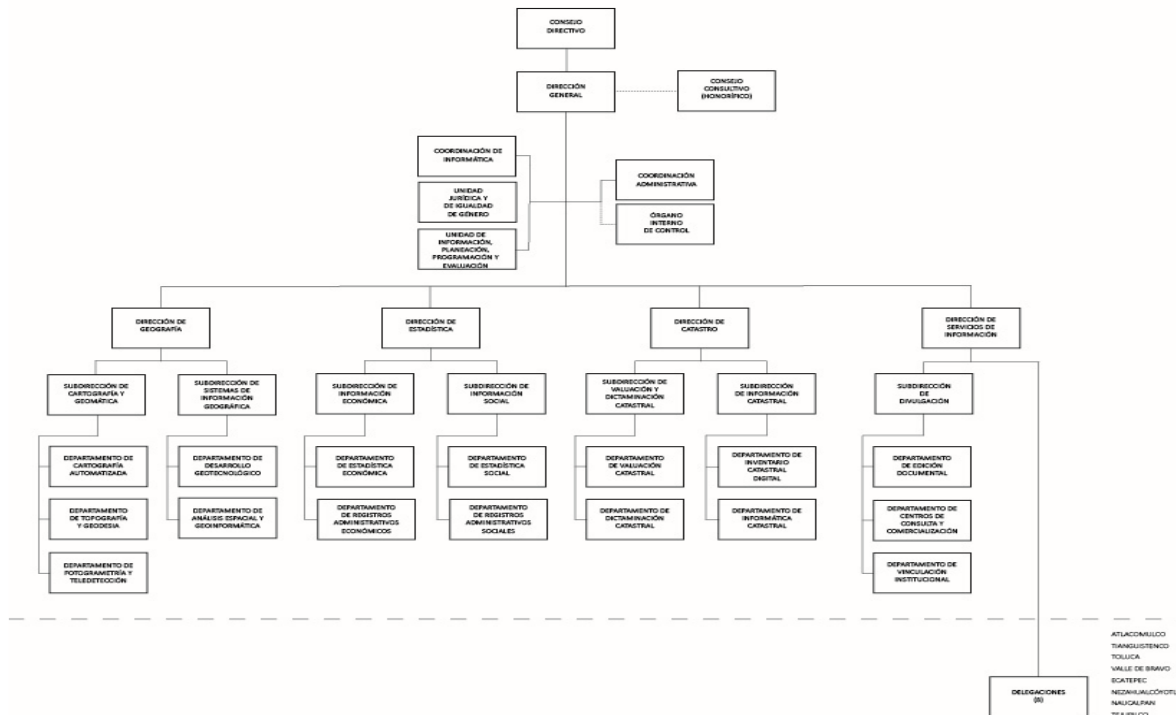 CONSEJO
DIRECTIVO
DIRECCIÓN
GENERAL
CONSEJO
CONSULTIVO
(HONORÍFICO)
COORDINACIÓN DE
INFORMÁTICA
UNIDAD
JURÍDICA Y
DE IGUALDAD
DE GÉNERO
UNIDAD DE
INFORMACIÓN,
PLANEACIÓN,
PROGRAMACIÓN Y
EVALUACIÓN
COORDINACIÓN
ADMINISTRATIVA
ÓRGANO
INTERNO
DE CONTROL
DIRECCIÓN DE
GEOGRAFÍA
DIRECCIÓN DE
ESTADÍSTICA
DIRECCIÓN DE
CATASTRO
DIRECCIÓN DE
SERVICIOS DE
INFORMACIÓN
SUBDIRECCIÓN DE
CARTOGRAFÍA Y
GEOMÁTICA
SUBDIRECCIÓN DE
SISTEMAS DE
INFORMACIÓN
GEOGRÁFICA
SUBDIRECCIÓN DE
INFORMACIÓN
ECONÓMICA
SUBDIRECCIÓN DE
INFORMACIÓN
SOCIAL
SUBDIRECCIÓN DE
VALUACIÓN Y
DICTAMINACIÓN
CATASTRAL
SUBDIRECCIÓN
DE INFORMACIÓN
CATASTRAL
SUBDIRECCIÓN
DE
DIVULGACIÓN
DEPARTAMENTO DE
CARTOGRAFÍA
AUTOMATIZADA
DEPARTAMENTO DE
DESARROLLO
GEOTECNOLÓGICO
DEPARTAMENTO
DE ESTADÍSTICA
ECONÓMICA
DEPARTAMENTO
DE ESTADÍSTICA
SOCIAL
DEPARTAMENTO
DE VALUACIÓN
CATASTRAL
DEPARTAMENTO DE
INVENTARIO
CATASTRAL
DIGITAL
DEPARTAMENTO
DE EDICIÓN
DOCUMENTAL
DEPARTAMENTO
DE TOPOGRAFÍA
Y GEODESIA
DEPARTAMENTO DE
ANÁLISIS ESPACIAL Y
GEOINFORMÁTICA
DEPARTAMENTO
DE REGISTROS
ADMINISTRATIVOS
ECONÓMICOS
DEPARTAMENTO
DE REGISTROS
ADMINISTRATIVOS
SOCIALES
DEPARTAMENTO
DE DICTAMINACIÓN
CATASTRAL
DEPARTAMENTO DE
INFORMÁTICA
CATASTRAL
DEPARTAMENTO DE
CENTROS DE
CONSULTA Y
COMERCIALIZACIÓN
DEPARTAMENTO DE
FOTOGRAMETRÍA Y
TELEDETECCIÓN
DEPARTAMENTO DE
VINCULACIÓN
INSTITUCIONAL
DELEGACIONES
(8)
ATLACOMULCO
TIANGUISTENCO
TOLUCA
VALLE DE BRAVO
ECATEPEC
NEZAHUALCÓYOTL
NAUCALPAN